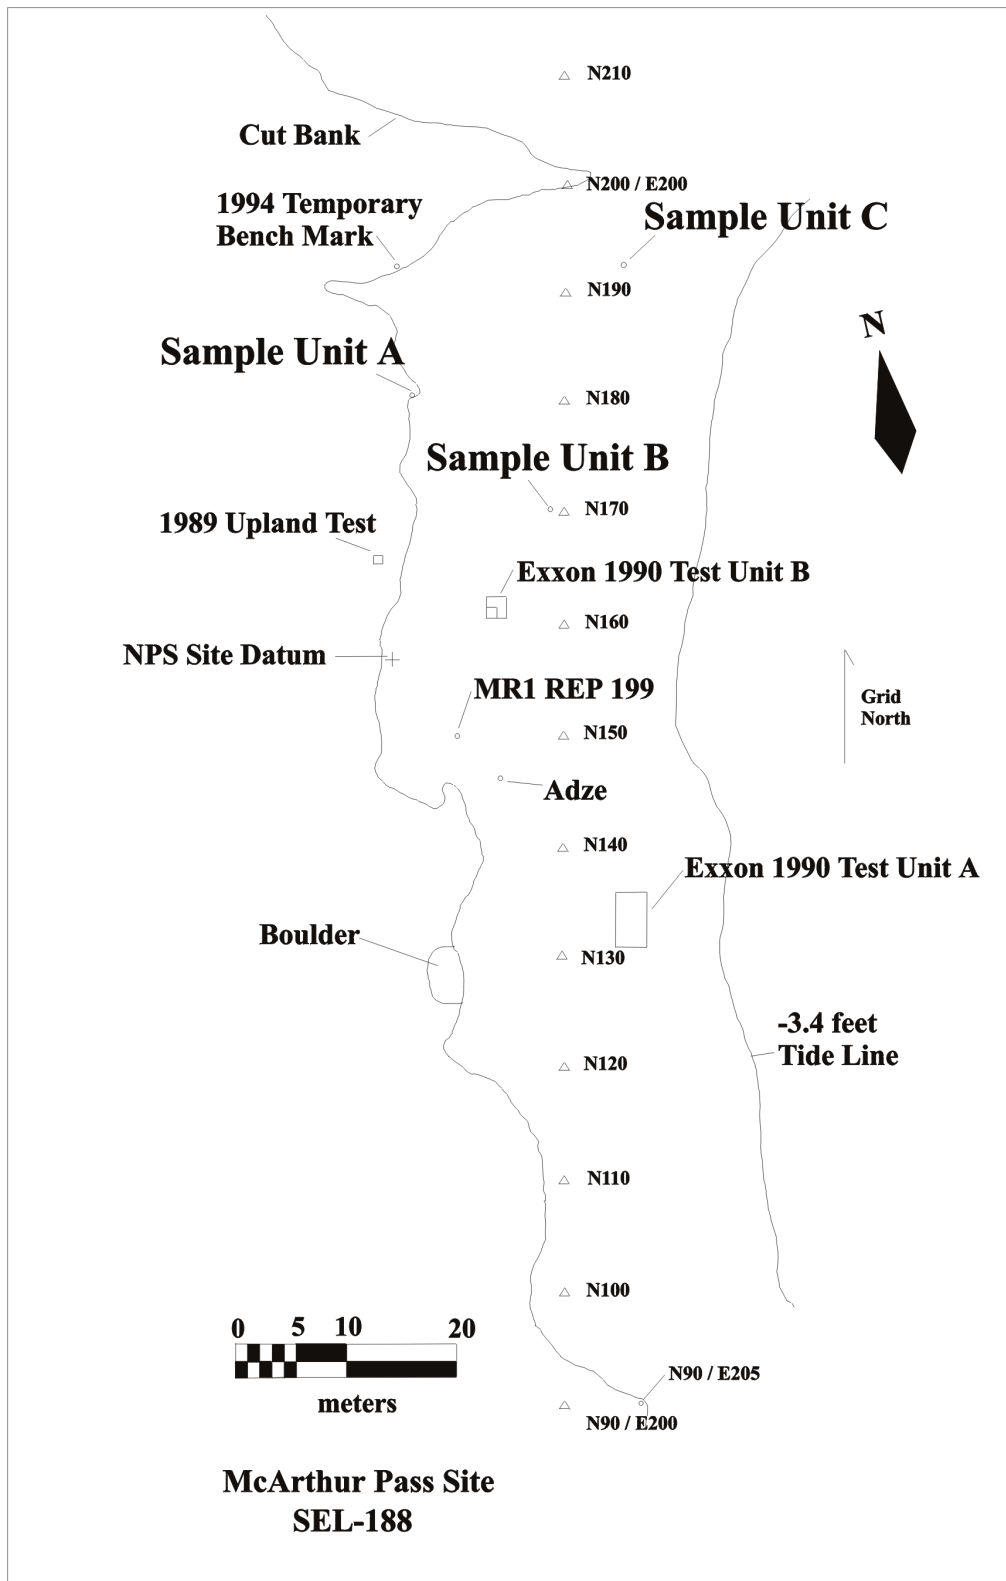 N210
Cut Bank
N200 / E200
1994 Temporary
Bench Mark
Sample Unit C
N190
N
Sample Unit A
N180
Sample Unit B
N170
1989 Upland Test
Exxon 1990 Test Unit B
N160
NPS Site Datum
MR1 REP 199
Grid
North
N150
Adze
N140
Exxon 1990 Test Unit A
Boulder
N130
-3.4 feet
Tide Line
N120
N110
N100
0 5 10 20
meters
N90 / E205
N90 / E200
McArthur Pass Site
SEL-188